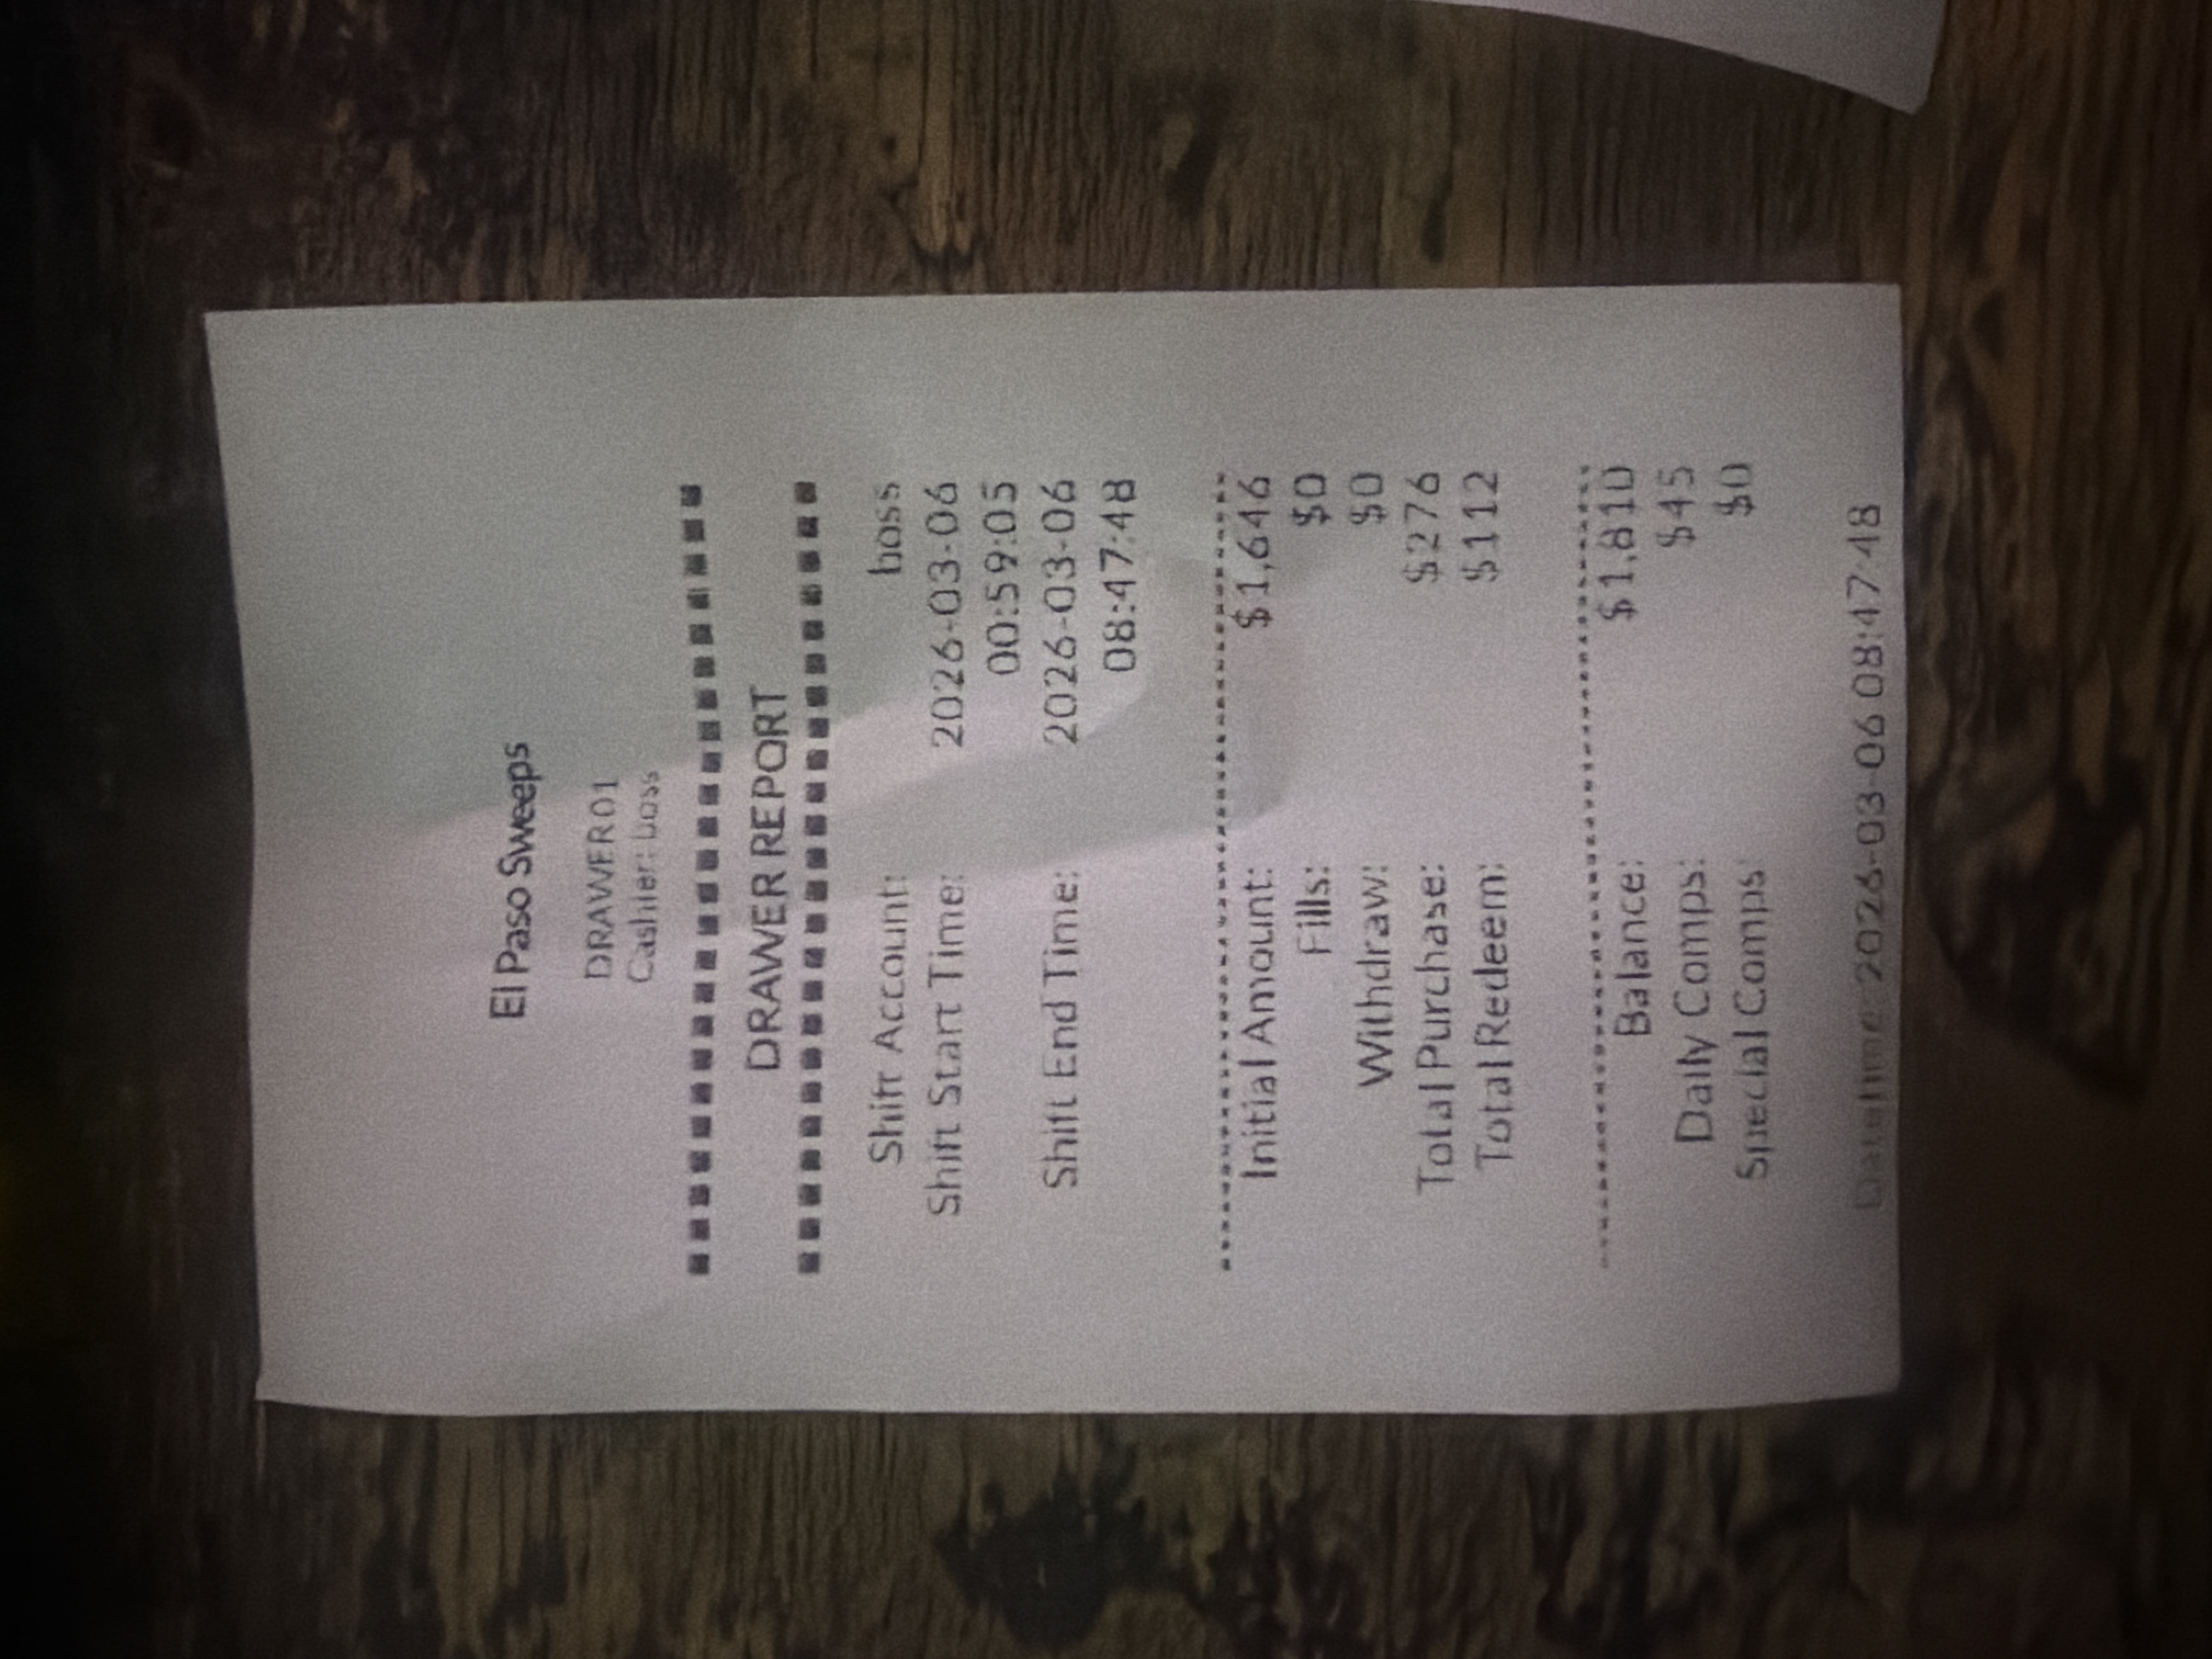 El Paso Sweeps
DRAWER01
Cashier: boss
DRAWER REPORT
Shift Account: boss
Shift Start Time: 2026-03-06
00:59:05
Shift End Time: 2026-03-06
08:47:48
Initial Amount: $1,646
Fills: $0
Withdraw: $0
Total Purchase: $276
Total Redeem: $112
Balance: $1,810
Daily Comps: $45
Special Comps: $0
Datetime: 2026-03-06 08:47:48